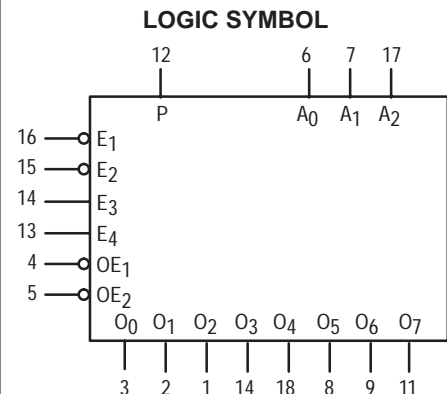 LOGIC SYMBOL
12 6 7 17
P A0 A1 A2
16 E1
15 E2
14 E3
13 E4
4 OE1
5 OE2
O0 O1 O2 O3 O4 O5 O6 O7
3 2 1 14 18 8 9 11